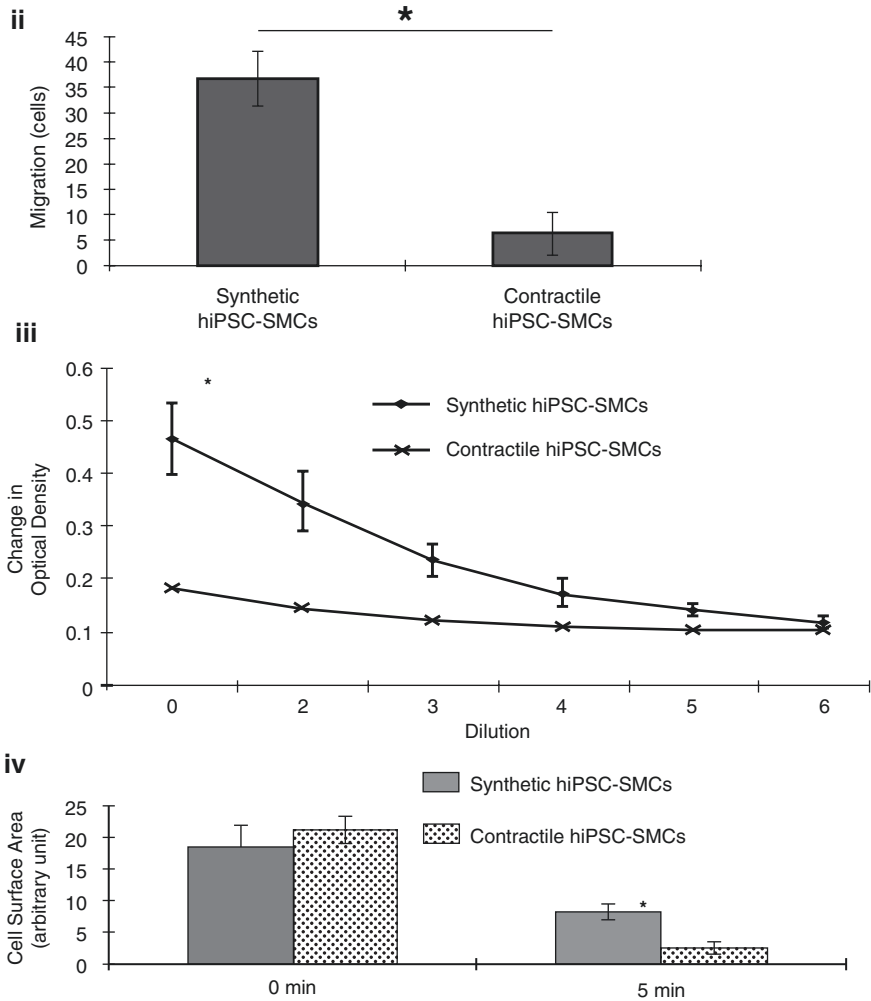 ii
*
45
40
35
30
25
20
15
10
5
0
Migration (cells)
Synthetic
hiPSC-SMCs
Contractile
hiPSC-SMCs
iii
0.6
0.5
0.4
0.3
0.2
0.1
0
Change in
Optical Density
*
Synthetic hiPSC-SMCs
Contractile hiPSC-SMCs
0 2 3 4 5 6
Dilution
iv
Synthetic hiPSC-SMCs
Contractile hiPSC-SMCs
25
20
15
10
5
0
Cell Surface Area
(arbitrary unit)
*
0 min
5 min